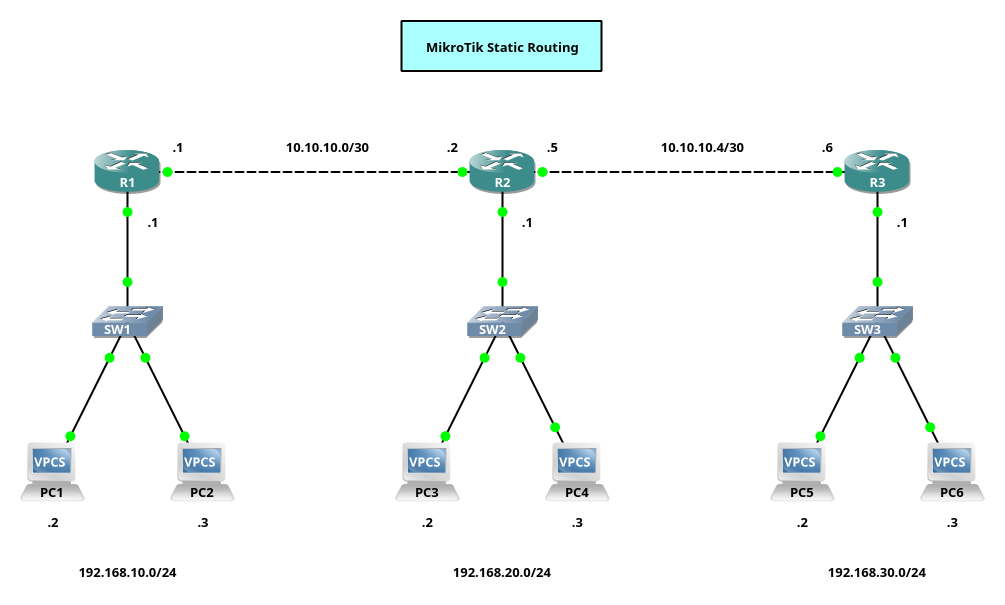 MikroTik Static Routing
.1 10.10.10.0/30 .2 .5 10.10.10.4/30 .6
R1 R2 R3
.1 .1 .1
SW1 SW2 SW3
VPCS VPCS VPCS VPCS VPCS VPCS
PC1 PC2 PC3 PC4 PC5 PC6
.2 .3 .2 .3 .2 .3
192.168.10.0/24 192.168.20.0/24 192.168.30.0/24